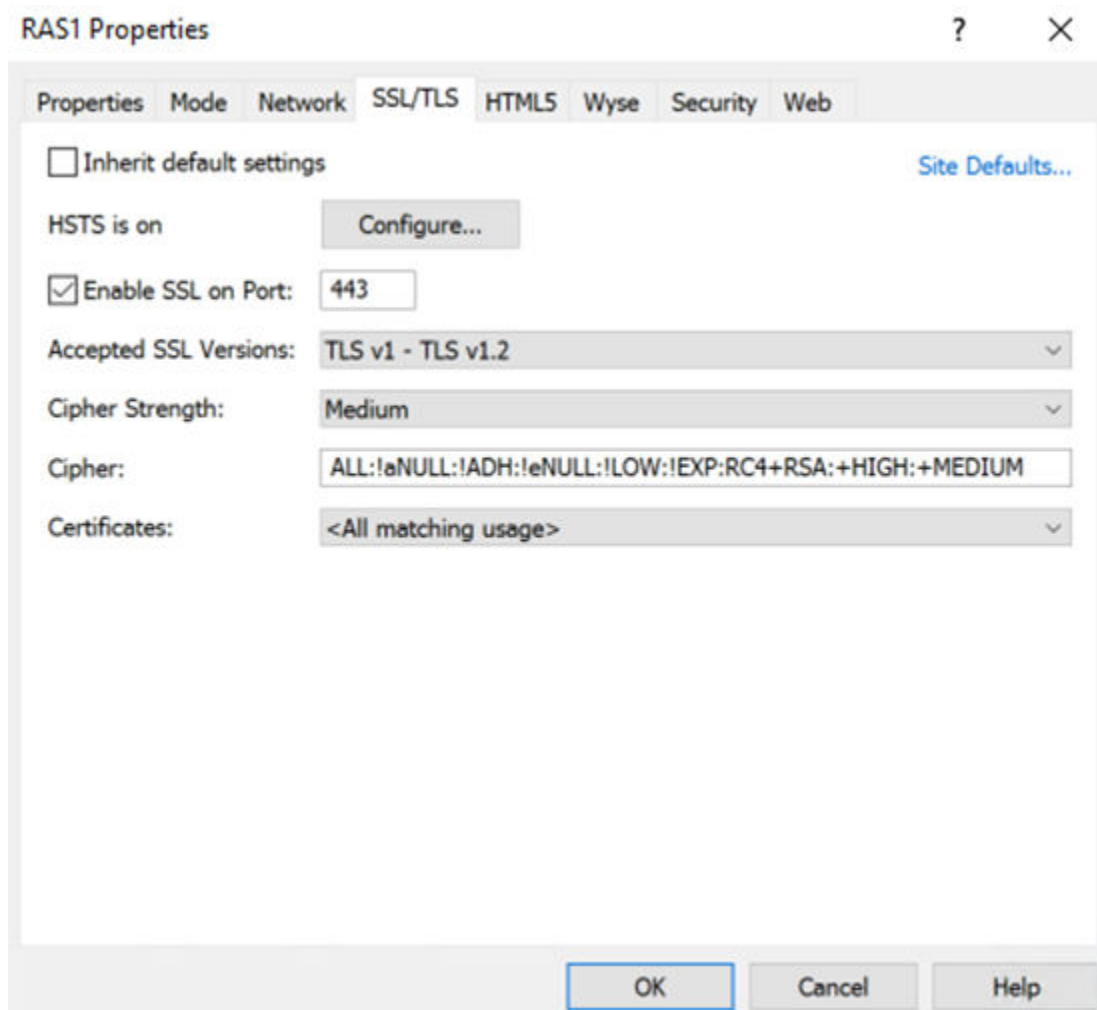 RAS1 Properties ?
Properties Mode Network SSL/TLS HTML5 Wyse Security Web
Inherit default settings Site Defaults...
HSTS is on Configure...
Enable SSL on Port: 443
Accepted SSL Versions: TLS v1 - TLS v1.2
Cipher Strength: Medium
Cipher: ALL:!aNULL:!ADH:!eNULL:!LOW:!EXP:RC4+RSA:+HIGH:+MEDIUM
Certificates: <All matching usage>
OK Cancel Help